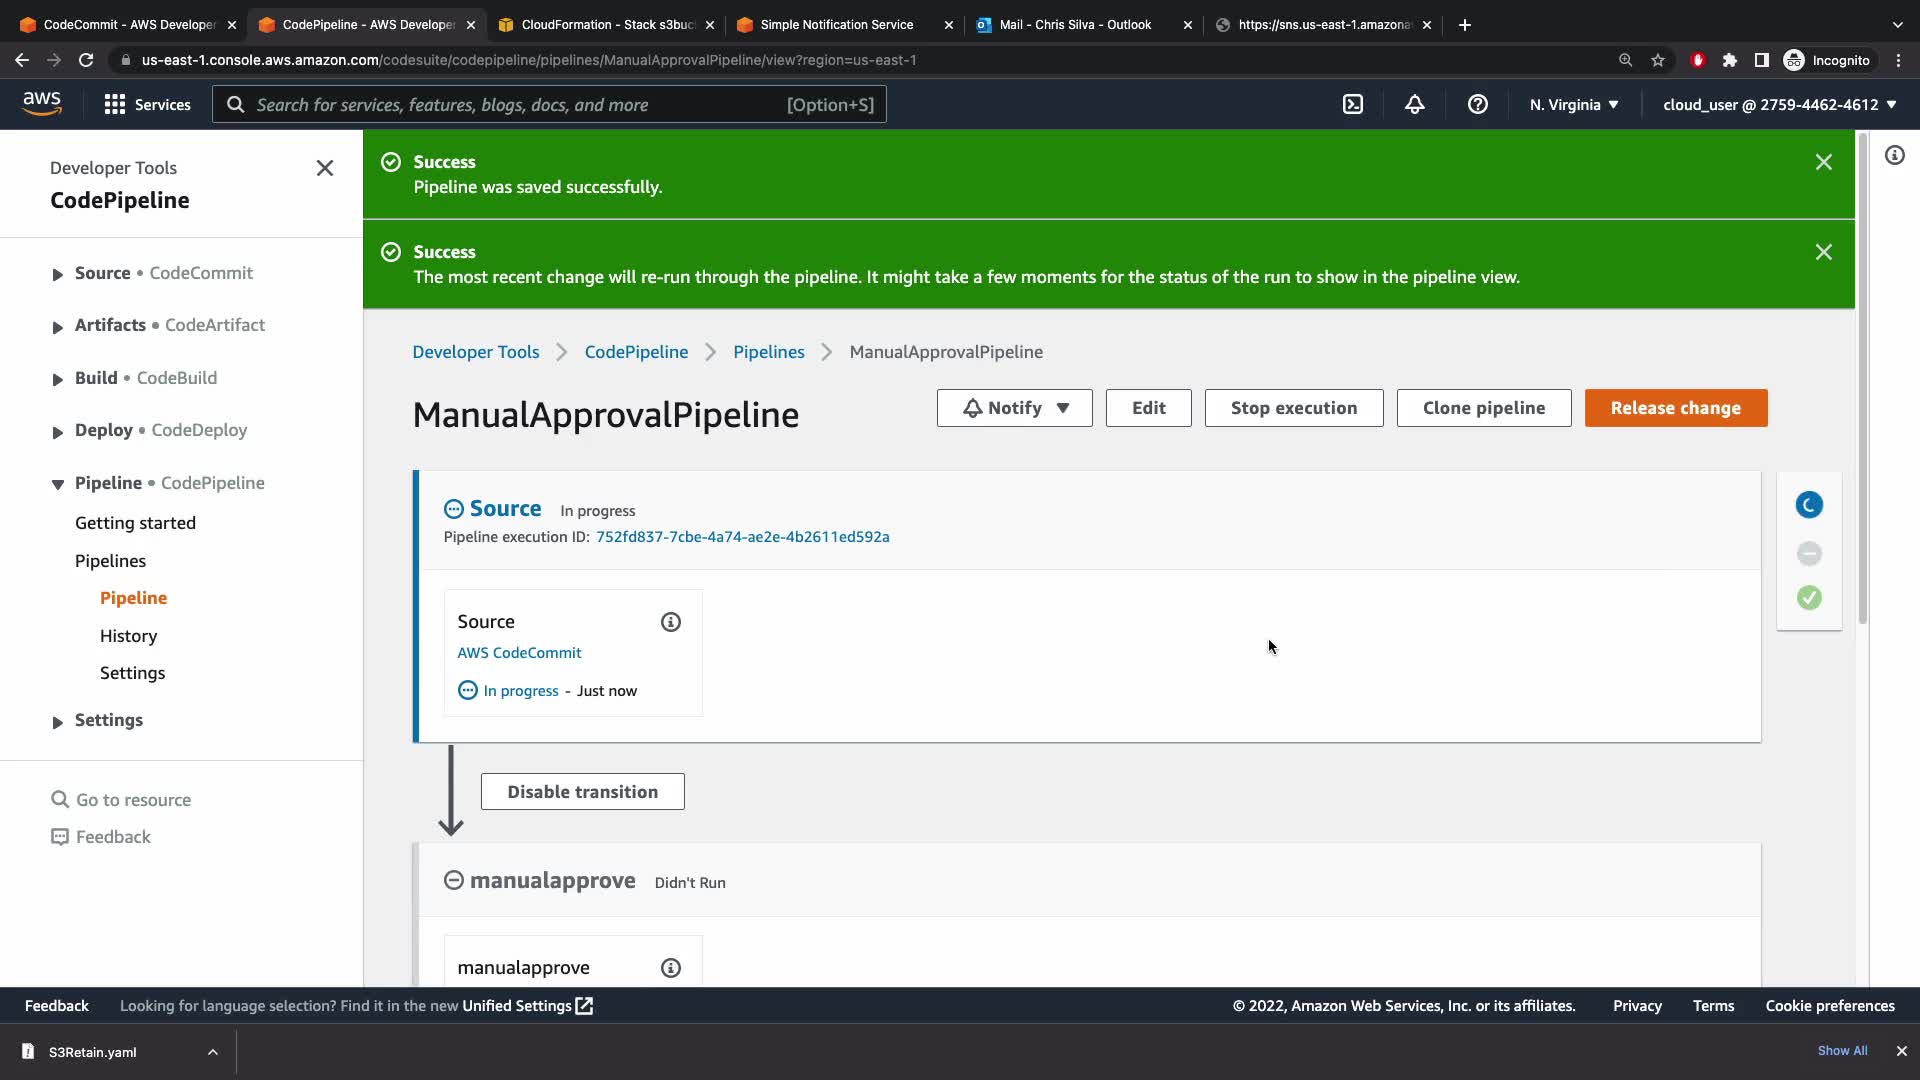 CodeCommit - AWS Developer
CodePipeline - AWS Developer
CloudFormation - Stack s3buc
Simple Notification Service
Mail - Chris Silva - Outlook
https://sns.us-east-1.amazona
us-east-1.console.aws.amazon.com/codesuite/codepipeline/pipelines/ManualApprovalPipeline/view?region=us-east-1
Incognito
aws
Services
Search for services, features, blogs, docs, and more
[Option+S]
N. Virginia ▼
cloud_user @ 2759-4462-4612 ▼
Developer Tools
CodePipeline
Source • CodeCommit
Artifacts • CodeArtifact
Build • CodeBuild
Deploy • CodeDeploy
Pipeline • CodePipeline
Getting started
Pipelines
Pipeline
History
Settings
Settings
Go to resource
Feedback
Success
Pipeline was saved successfully.
Success
The most recent change will re-run through the pipeline. It might take a few moments for the status of the run to show in the pipeline view.
Developer Tools > CodePipeline > Pipelines > ManualApprovalPipeline
ManualApprovalPipeline
Notify ▼
Edit
Stop execution
Clone pipeline
Release change
Source In progress
Pipeline execution ID: 752fd837-7cbe-4a74-ae2e-4b2611ed592a
Source
AWS CodeCommit
In progress - Just now
Disable transition
manualapprove Didn't Run
manualapprove
Feedback
Looking for language selection? Find it in the new Unified Settings
© 2022, Amazon Web Services, Inc. or its affiliates.
Privacy
Terms
Cookie preferences
S3Retain.yaml
Show All